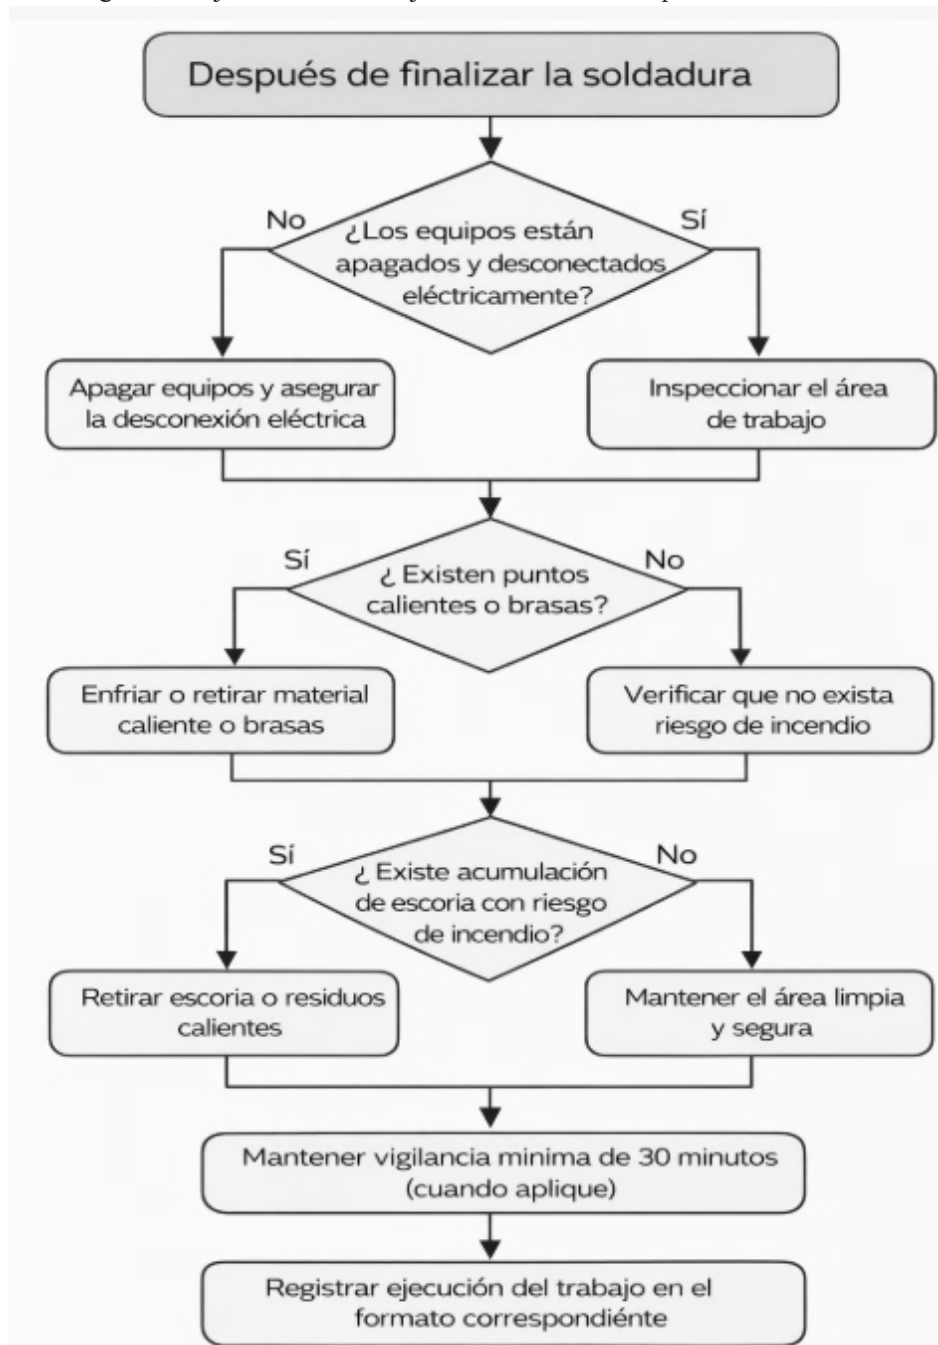 Después de finalizar la soldadura
No
Sí
¿Los equipos están
apagados y desconectados
eléctricamente?
Apagar equipos y asegurar
la desconexión eléctrica
Inspeccionar el área
de trabajo
Sí
No
¿ Existen puntos
calientes o brasas?
Enfriar o retirar material
caliente o brasas
Verificar que no exista
riesgo de incendio
Sí
No
¿ Existe acumulación
de escoria con riesgo
de incendio?
Retirar escoria o residuos
calientes
Mantener el área limpia
y segura
Mantener vigilancia minima de 30 minutos
(cuando aplique)
Registrar ejecución del trabajo en el
formato correspondiénte